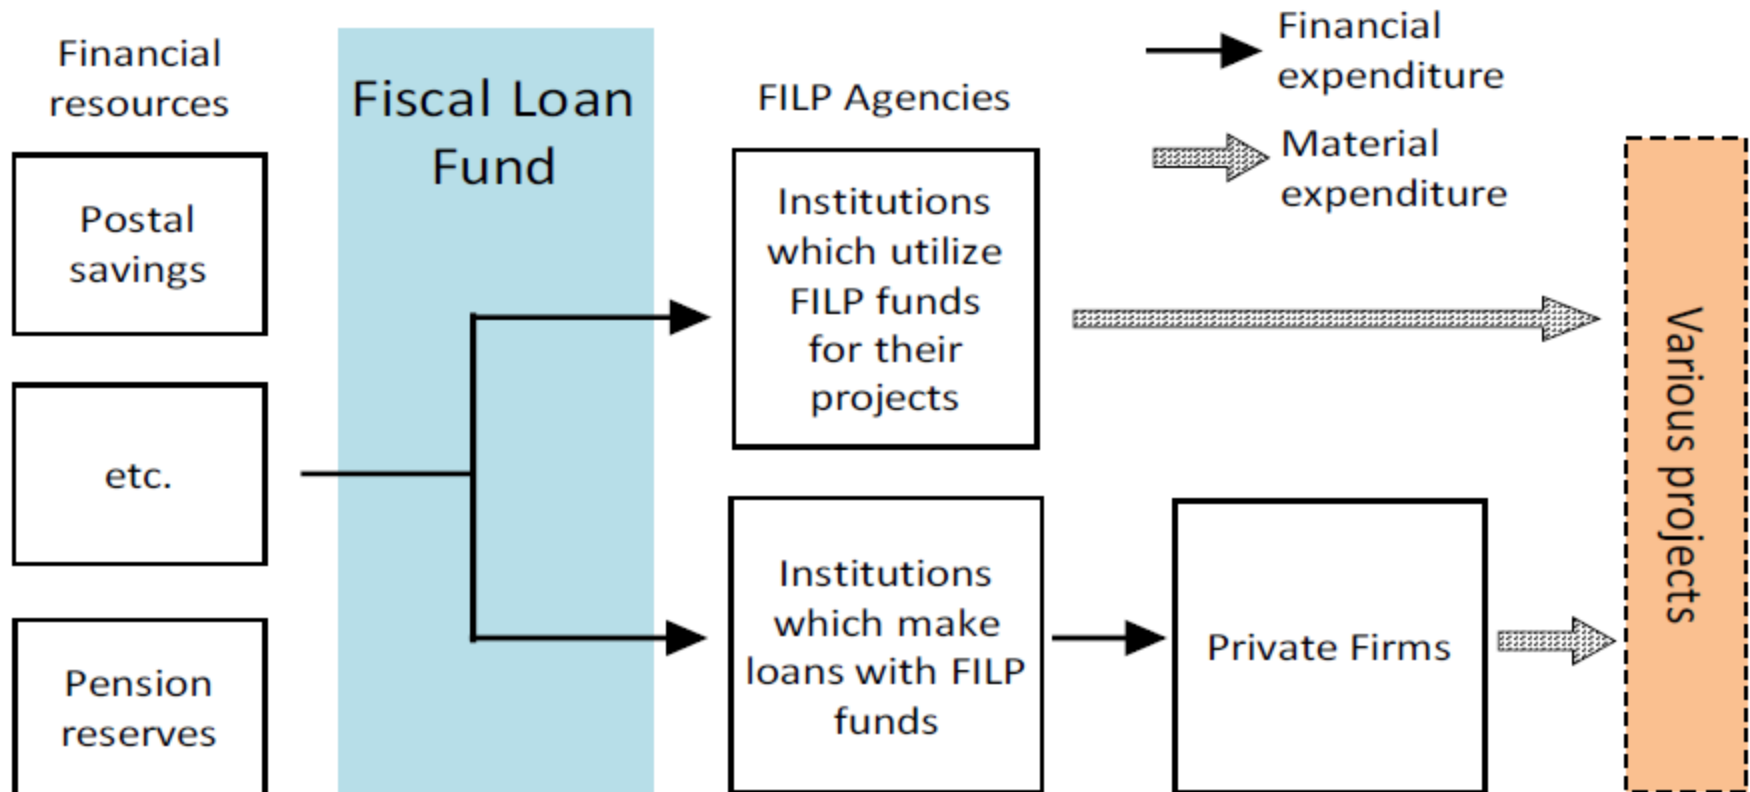 Financial
resources
Postal
savings
etc.
Pension
reserves
Fiscal Loan
Fund
FILP Agencies
Institutions
which utilize
FILP funds
for their
projects
Institutions
which make
loans with FILP
funds
Private Firms
Financial
expenditure
Material
expenditure
Various projects